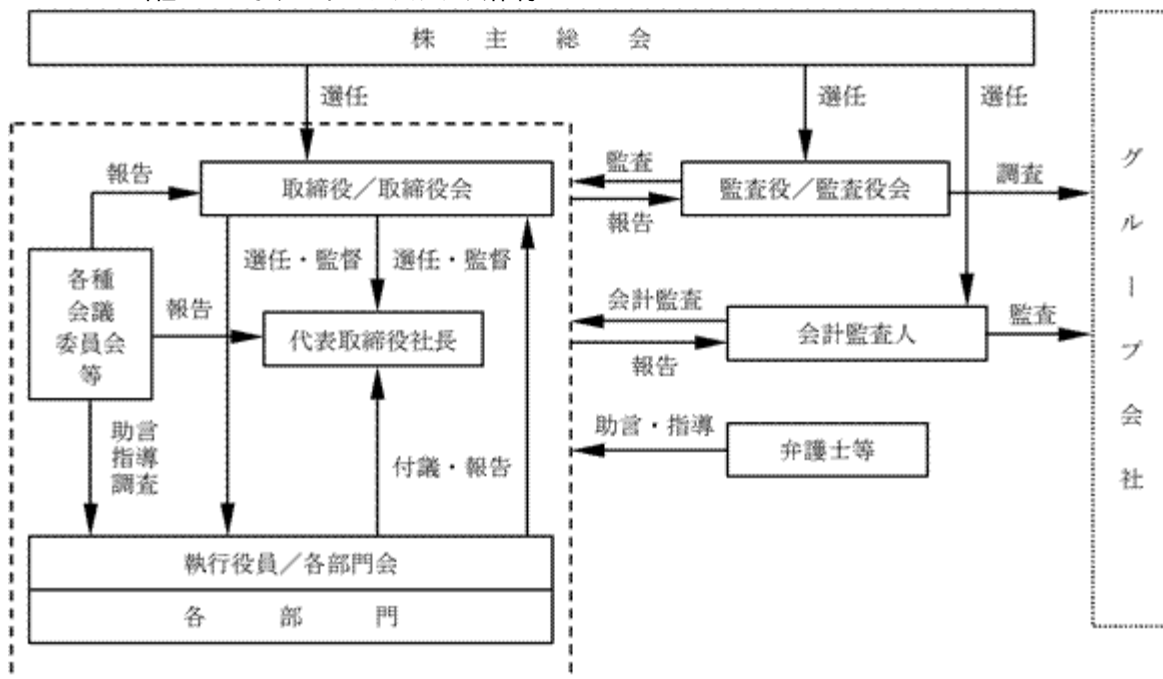 株主総会
選任
選任
選任
報告
取締役／取締役会
監査
報告
監査役／監査役会
調査
選任・監督
選任・監督
各種
会議
委員会
等
報告
代表取締役社長
会計監査
報告
会計監査人
監査
助言
指導
調査
付議・報告
助言・指導
弁護士等
執行役員／各部門会
各部門
グループ会社